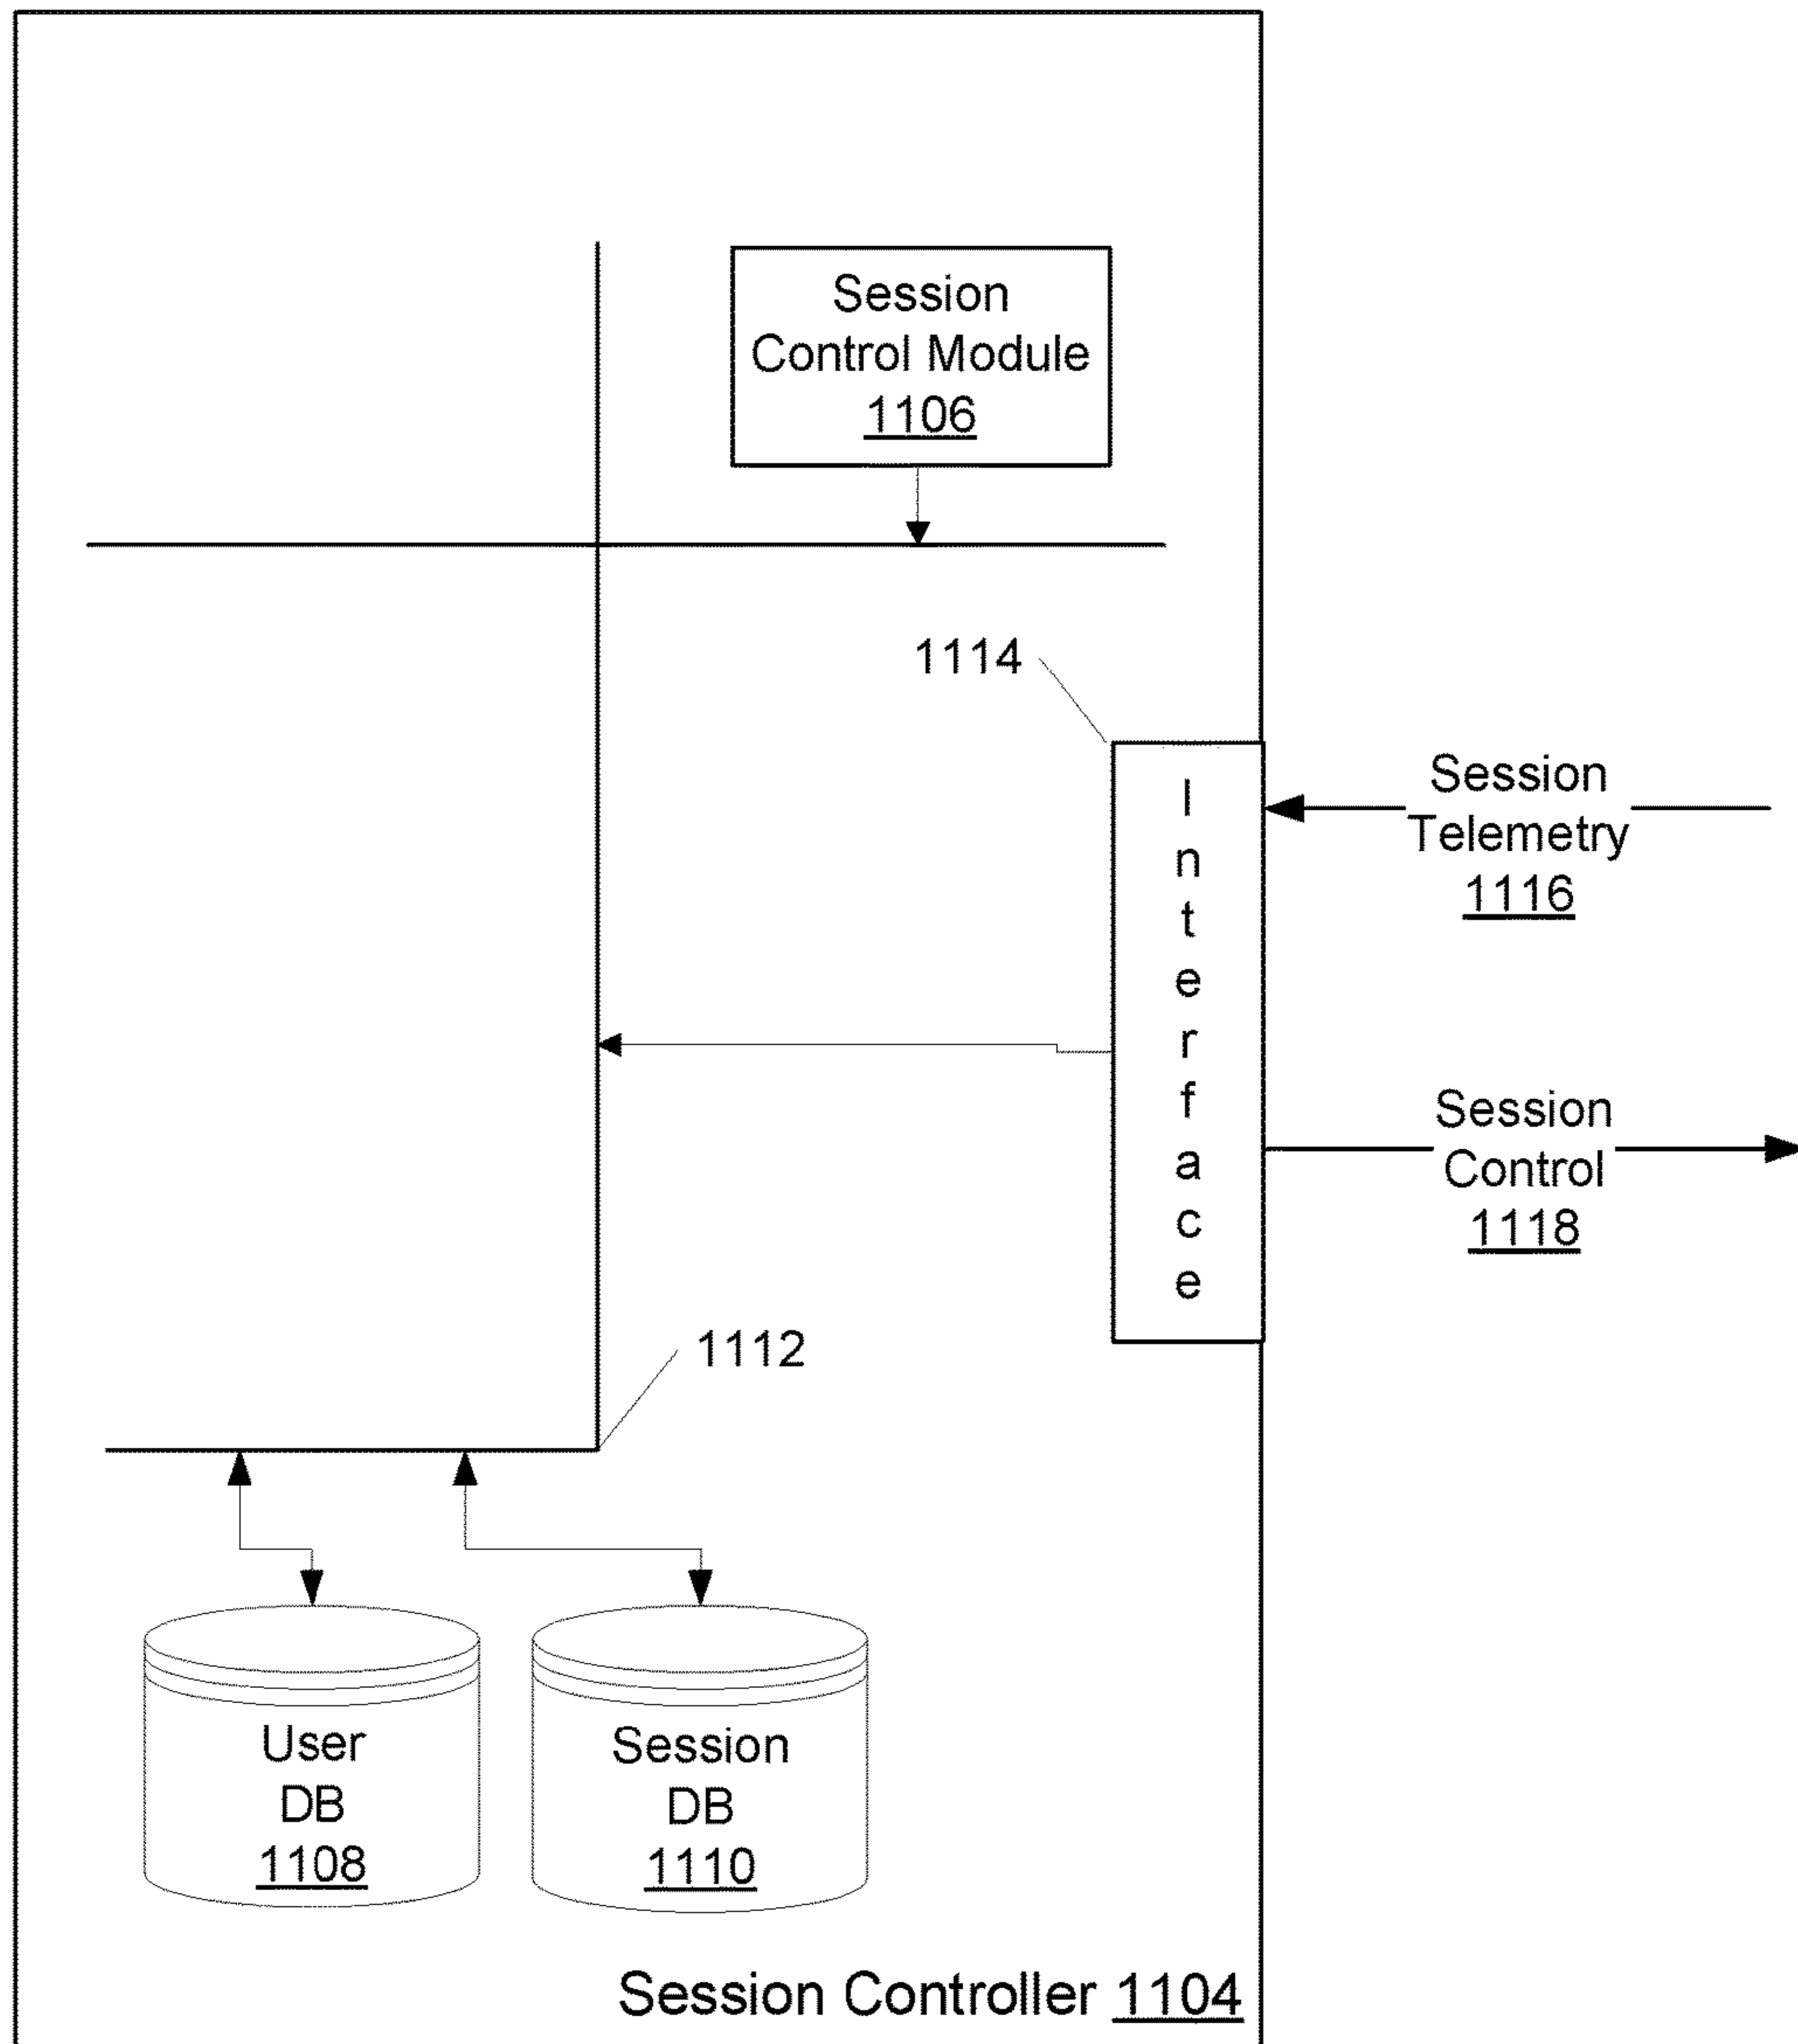 Session
Control Module
1106
1114
Interface
Session
Telemetry
1116
Session
Control
1118
1112
User
DB
1108
Session
DB
1110
Session Controller 1104